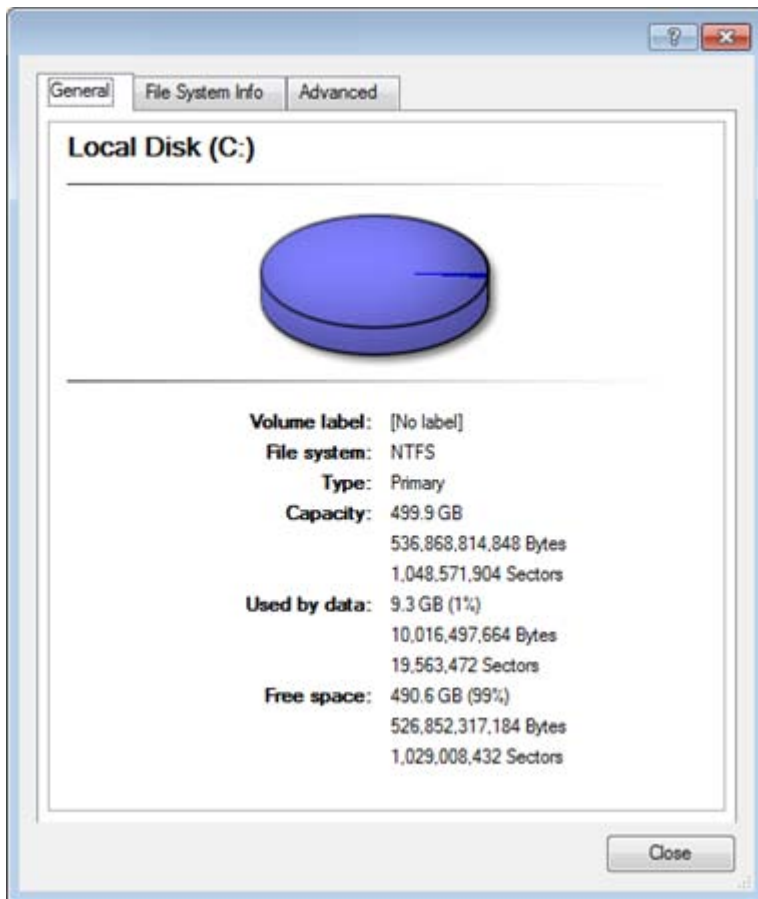 ?
General File System Info Advanced
Local Disk (C:)
Volume label: [No label]
File system: NTFS
Type: Primary
Capacity: 499.9 GB
536,868,814,848 Bytes
1,048,571,904 Sectors
Used by data: 9.3 GB (1%)
10,016,497,664 Bytes
19,563,472 Sectors
Free space: 490.6 GB (99%)
526,852,317,184 Bytes
1,029,008,432 Sectors
Close